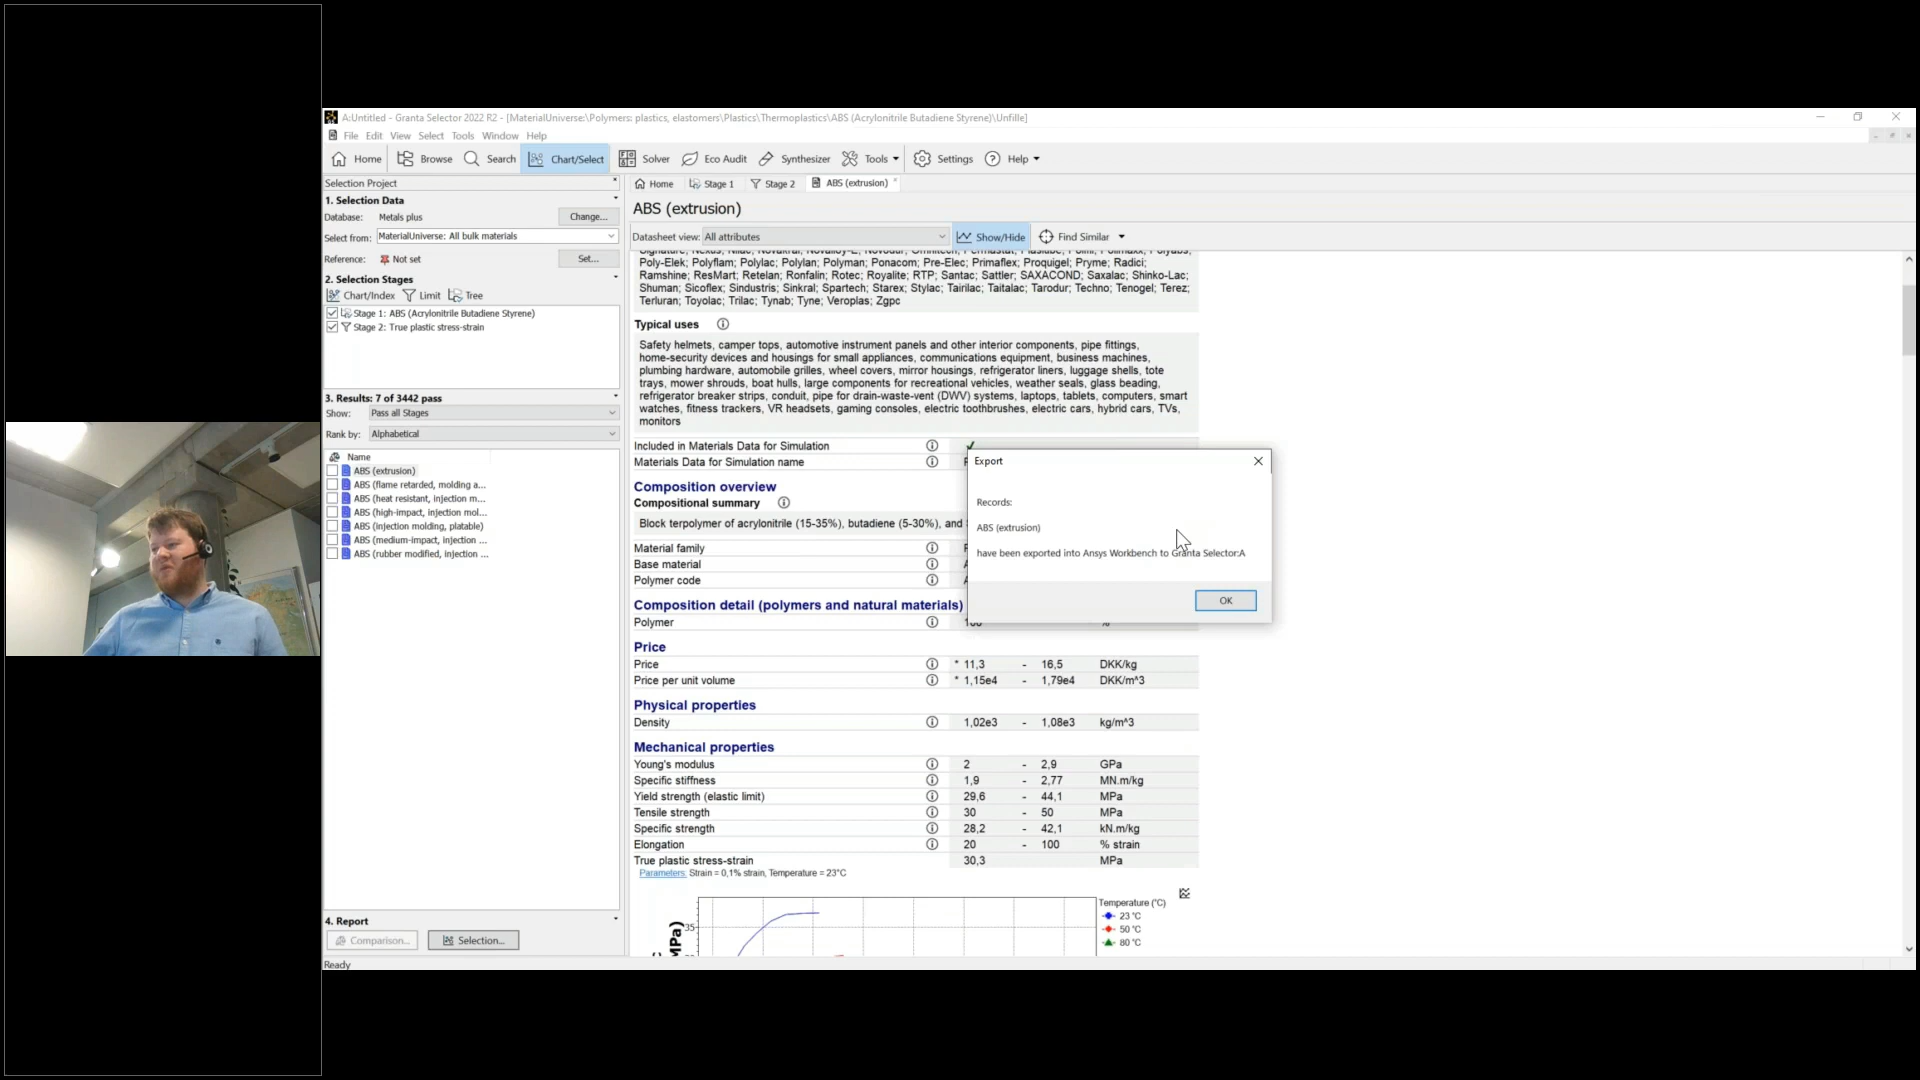 A:Untitled - Granta Selector 2022 R2 - [MaterialUniverse:\Polymers: plastics, elastomers\Plastics\Thermoplastics\ABS (Acrylonitrile Butadiene Styrene)\Unfille]
File Edit View Select Tools Window Help
Home Browse Search Chart/Select Solver Eco Audit Synthesizer Tools Settings Help
Selection Project
1. Selection Data
Database: Metals plus Change...
Select from: MaterialUniverse: All bulk materials
Reference: Not set Set...
2. Selection Stages
Chart/Index Limit Tree
Stage 1: ABS (Acrylonitrile Butadiene Styrene)
Stage 2: True plastic stress-strain
3. Results: 7 of 3442 pass
Show: Pass all Stages
Rank by: Alphabetical
Name
ABS (extrusion)
ABS (flame retarded, molding a...
ABS (heat resistant, injection m...
ABS (high-impact, injection mol...
ABS (injection molding, platable)
ABS (medium-impact, injection ...
ABS (rubber modified, injection ...
4. Report
Comparison... Selection...
Ready
Home Stage 1 Stage 2 ABS (extrusion)
ABS (extrusion)
Datasheet view: All attributes Show/Hide Find Similar
Poly-Elek; Polyflam; Polylac; Polylan; Polyman; Ponacom; Pre-Elec; Primaflex; Proquigel; Pryme; Radici;
Ramshine; ResMart; Retelan; Ronfalin; Rotec; Royalite; RTP; Santac; Sattler; SAXACOND; Saxalac; Shinko-Lac;
Shuman; Sicoflex; Sindustris; Sinkral; Spartech; Starex; Stylac; Tairilac; Taitalac; Tarodur; Techno; Tenogel; Terez;
Terluran; Toyolac; Trilac; Tynab; Tyne; Veroplas; Zgpc
Typical uses
Safety helmets, camper tops, automotive instrument panels and other interior components, pipe fittings,
home-security devices and housings for small appliances, communications equipment, business machines,
plumbing hardware, automobile grilles, wheel covers, mirror housings, refrigerator liners, luggage shells, tote
trays, mower shrouds, boat hulls, large components for recreational vehicles, weather seals, glass beading,
refrigerator breaker strips, conduit, pipe for drain-waste-vent (DWV) systems, laptops, tablets, computers, smart
watches, fitness trackers, VR headsets, gaming consoles, electric toothbrushes, electric cars, hybrid cars, TVs,
monitors
Included in Materials Data for Simulation ✓
Materials Data for Simulation name
Composition overview
Compositional summary
Block terpolymer of acrylonitrile (15-35%), butadiene (5-30%), and
Material family
Base material
Polymer code
Composition detail (polymers and natural materials)
Polymer 100 %
Price
Price * 11,3 - 16,5 DKK/kg
Price per unit volume * 1,15e4 - 1,79e4 DKK/m^3
Physical properties
Density 1,02e3 - 1,08e3 kg/m^3
Mechanical properties
Young's modulus 2 - 2,9 GPa
Specific stiffness 1,9 - 2,77 MN.m/kg
Yield strength (elastic limit) 29,6 - 44,1 MPa
Tensile strength 30 - 50 MPa
Specific strength 28,2 - 42,1 kN.m/kg
Elongation 20 - 100 % strain
True plastic stress-strain 30,3 MPa
Parameters: Strain = 0,1% strain, Temperature = 23°C
MPa)
35
Temperature (°C)
23 °C
50 °C
80 °C
Export
Records:
ABS (extrusion)
have been exported into Ansys Workbench to Granta Selector:A
OK